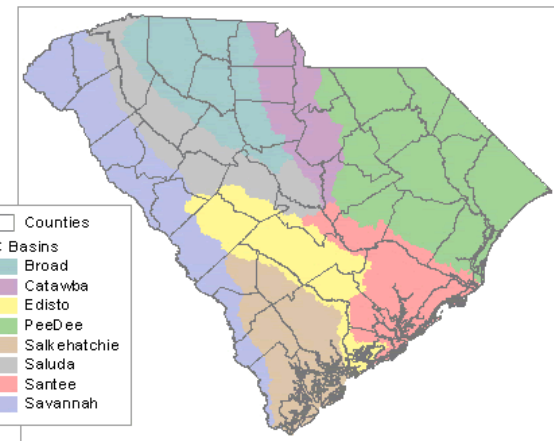 Counties
Basins
Broad
Catawba
Edisto
PeeDee
Salkehatchie
Saluda
Santee
Savannah